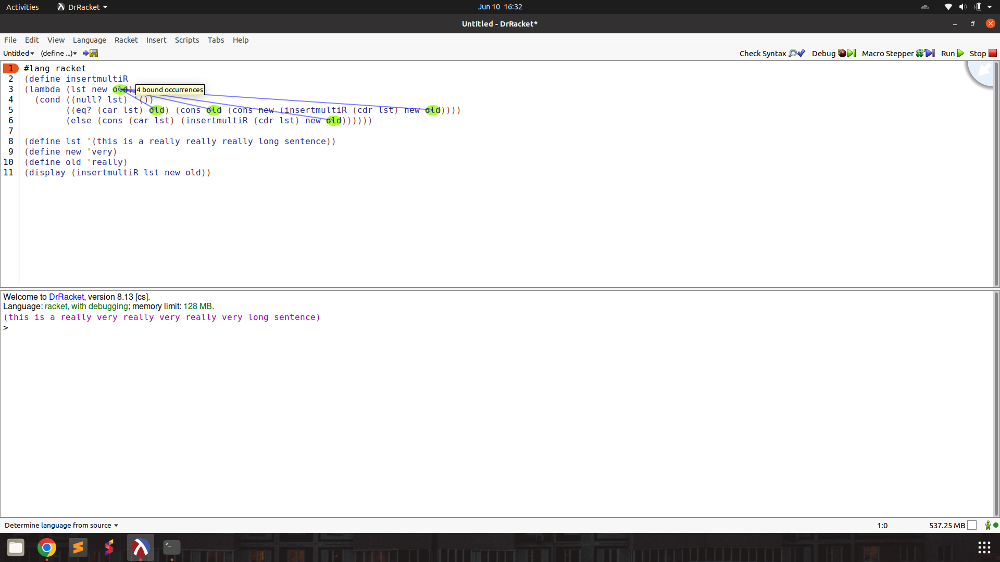 Activities DrRacket Jun 10 16:32
Untitled - DrRacket*
File Edit View Language Racket Insert Scripts Tabs Help
Untitled (define ...) Check Syntax Debug Macro Stepper Run Stop
1 #lang racket
2 (define insertmultiR
3 (lambda (lst new old) 4 bound occurrences
4 (cond ((null? lst) '())
5 ((eq? (car lst) old) (cons old (cons new (insertmultiR (cdr lst) new old))))
6 (else (cons (car lst) (insertmultiR (cdr lst) new old))))))
7
8 (define lst '(this is a really really really long sentence))
9 (define new 'very)
10 (define old 'really)
11 (display (insertmultiR lst new old))
Welcome to DrRacket, version 8.13 [cs].
Language: racket, with debugging; memory limit: 128 MB.
(this is a really very really very really very long sentence)
>
Determine language from source 1:0 537.25 MB